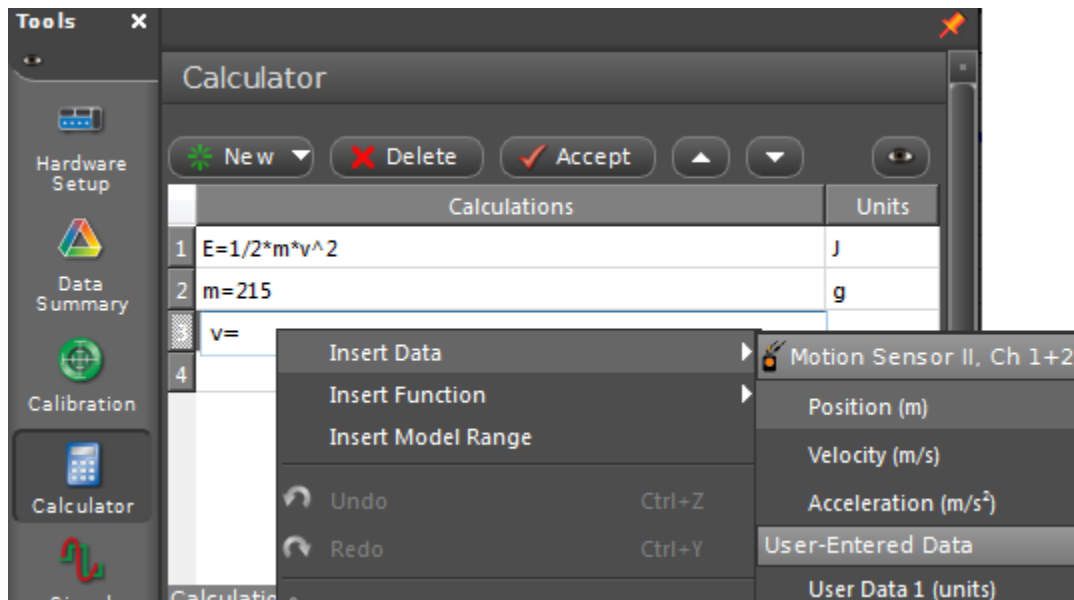 Tools
Calculator
Hardware
Setup
New
Delete
Accept
Calculations
Units
1 E=1/2*m*v^2 J
2 m=215 g
3 v=
4
Data
Summary
Calibration
Calculator
Insert Data
Insert Function
Insert Model Range
Undo Ctrl+Z
Redo Ctrl+Y
Motion Sensor II, Ch 1+2
Position (m)
Velocity (m/s)
Acceleration (m/s²)
User-Entered Data
User Data 1 (units)